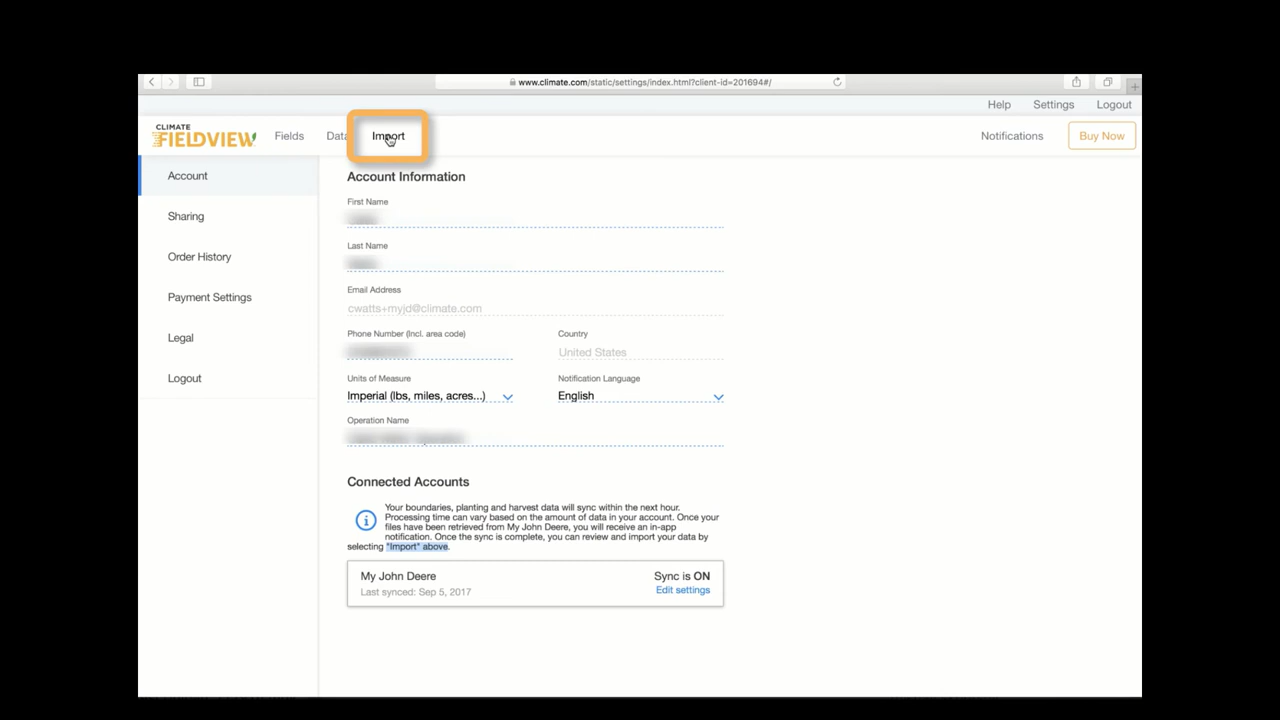 www.climate.com/static/settings/index.html?client-id=201694#/
Help Settings Logout
CLIMATE
FIELDVIEW
Fields Data Import Notifications Buy Now
Account
Sharing
Order History
Payment Settings
Legal
Logout
Account Information
First Name
Last Name
Email Address
cwatts+myjd@climate.com
Phone Number (Incl. area code) Country
United States
Units of Measure Notification Language
Imperial (lbs, miles, acres...) English
Operation Name
Connected Accounts
Your boundaries, planting and harvest data will sync within the next hour.
Processing time can vary based on the amount of data in your account. Once your
files have been retrieved from My John Deere, you will receive an in-app
notification. Once the sync is complete, you can review and import your data by
selecting "Import" above.
My John Deere Sync is ON
Last synced: Sep 5, 2017 Edit settings